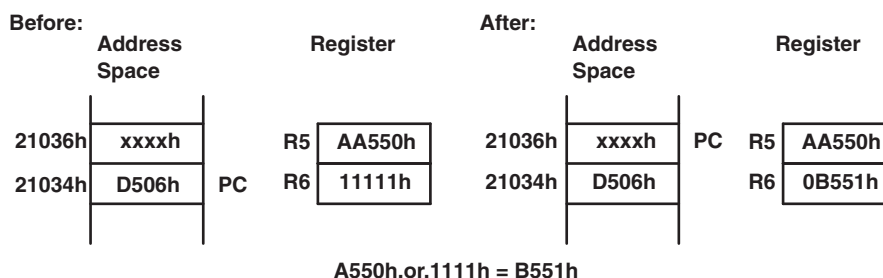 Before:
Address Space
Register
21036h xxxxh R5 AA550h
21034h D506h PC R6 11111h
After:
Address Space
Register
21036h xxxxh PC R5 AA550h
21034h D506h R6 0B551h
A550h.or.1111h = B551h